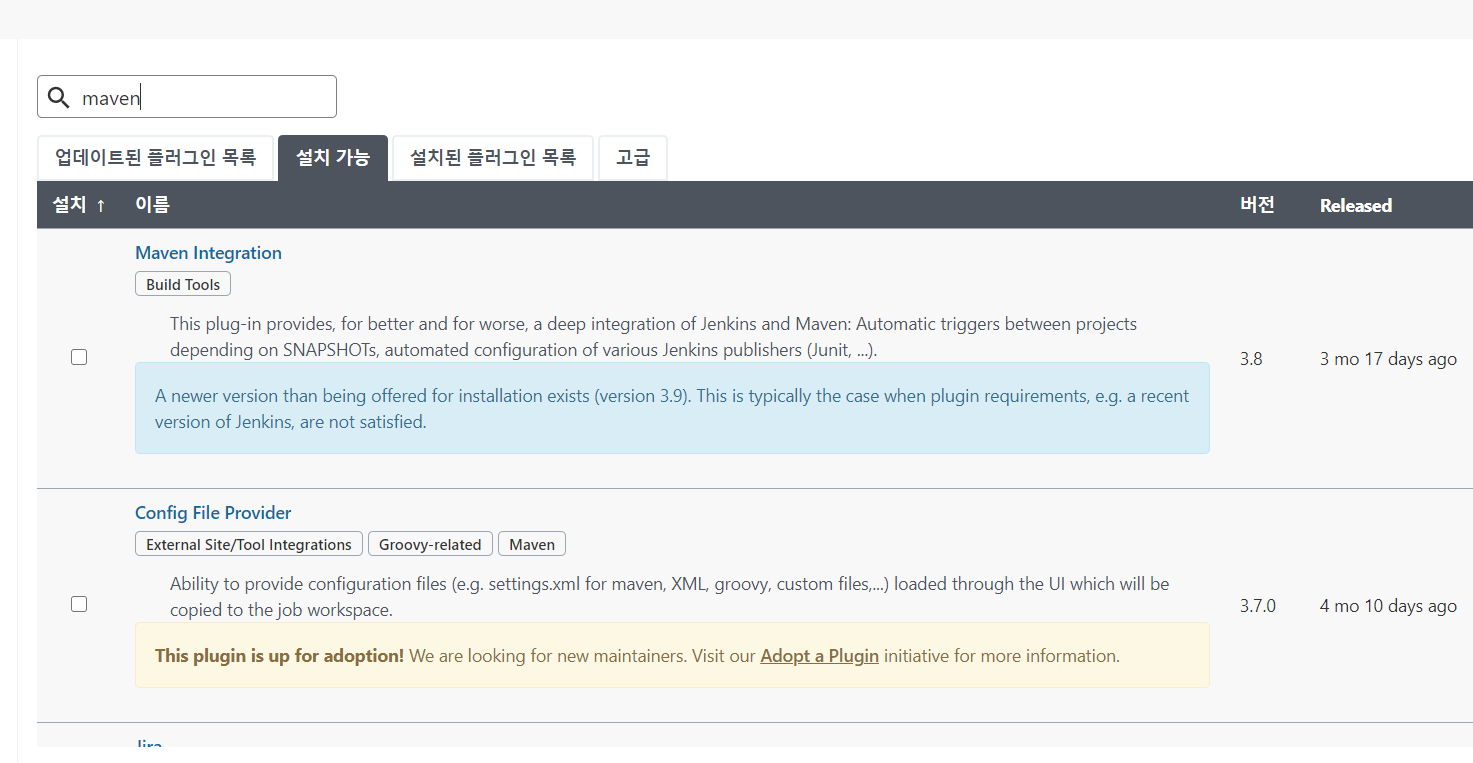 maven
업데이트된 플러그인 목록 설치 가능 설치된 플러그인 목록 고급
설치 ↑ 이름 버전 Released
Maven Integration
Build Tools
This plug-in provides, for better and for worse, a deep integration of Jenkins and Maven: Automatic triggers between projects
depending on SNAPSHOTs, automated configuration of various Jenkins publishers (Junit, ...).
3.8 3 mo 17 days ago
A newer version than being offered for installation exists (version 3.9). This is typically the case when plugin requirements, e.g. a recent
version of Jenkins, are not satisfied.
Config File Provider
External Site/Tool Integrations Groovy-related Maven
Ability to provide configuration files (e.g. settings.xml for maven, XML, groovy, custom files,...) loaded through the UI which will be
copied to the job workspace.
3.7.0 4 mo 10 days ago
This plugin is up for adoption! We are looking for new maintainers. Visit our Adopt a Plugin initiative for more information.
Jira